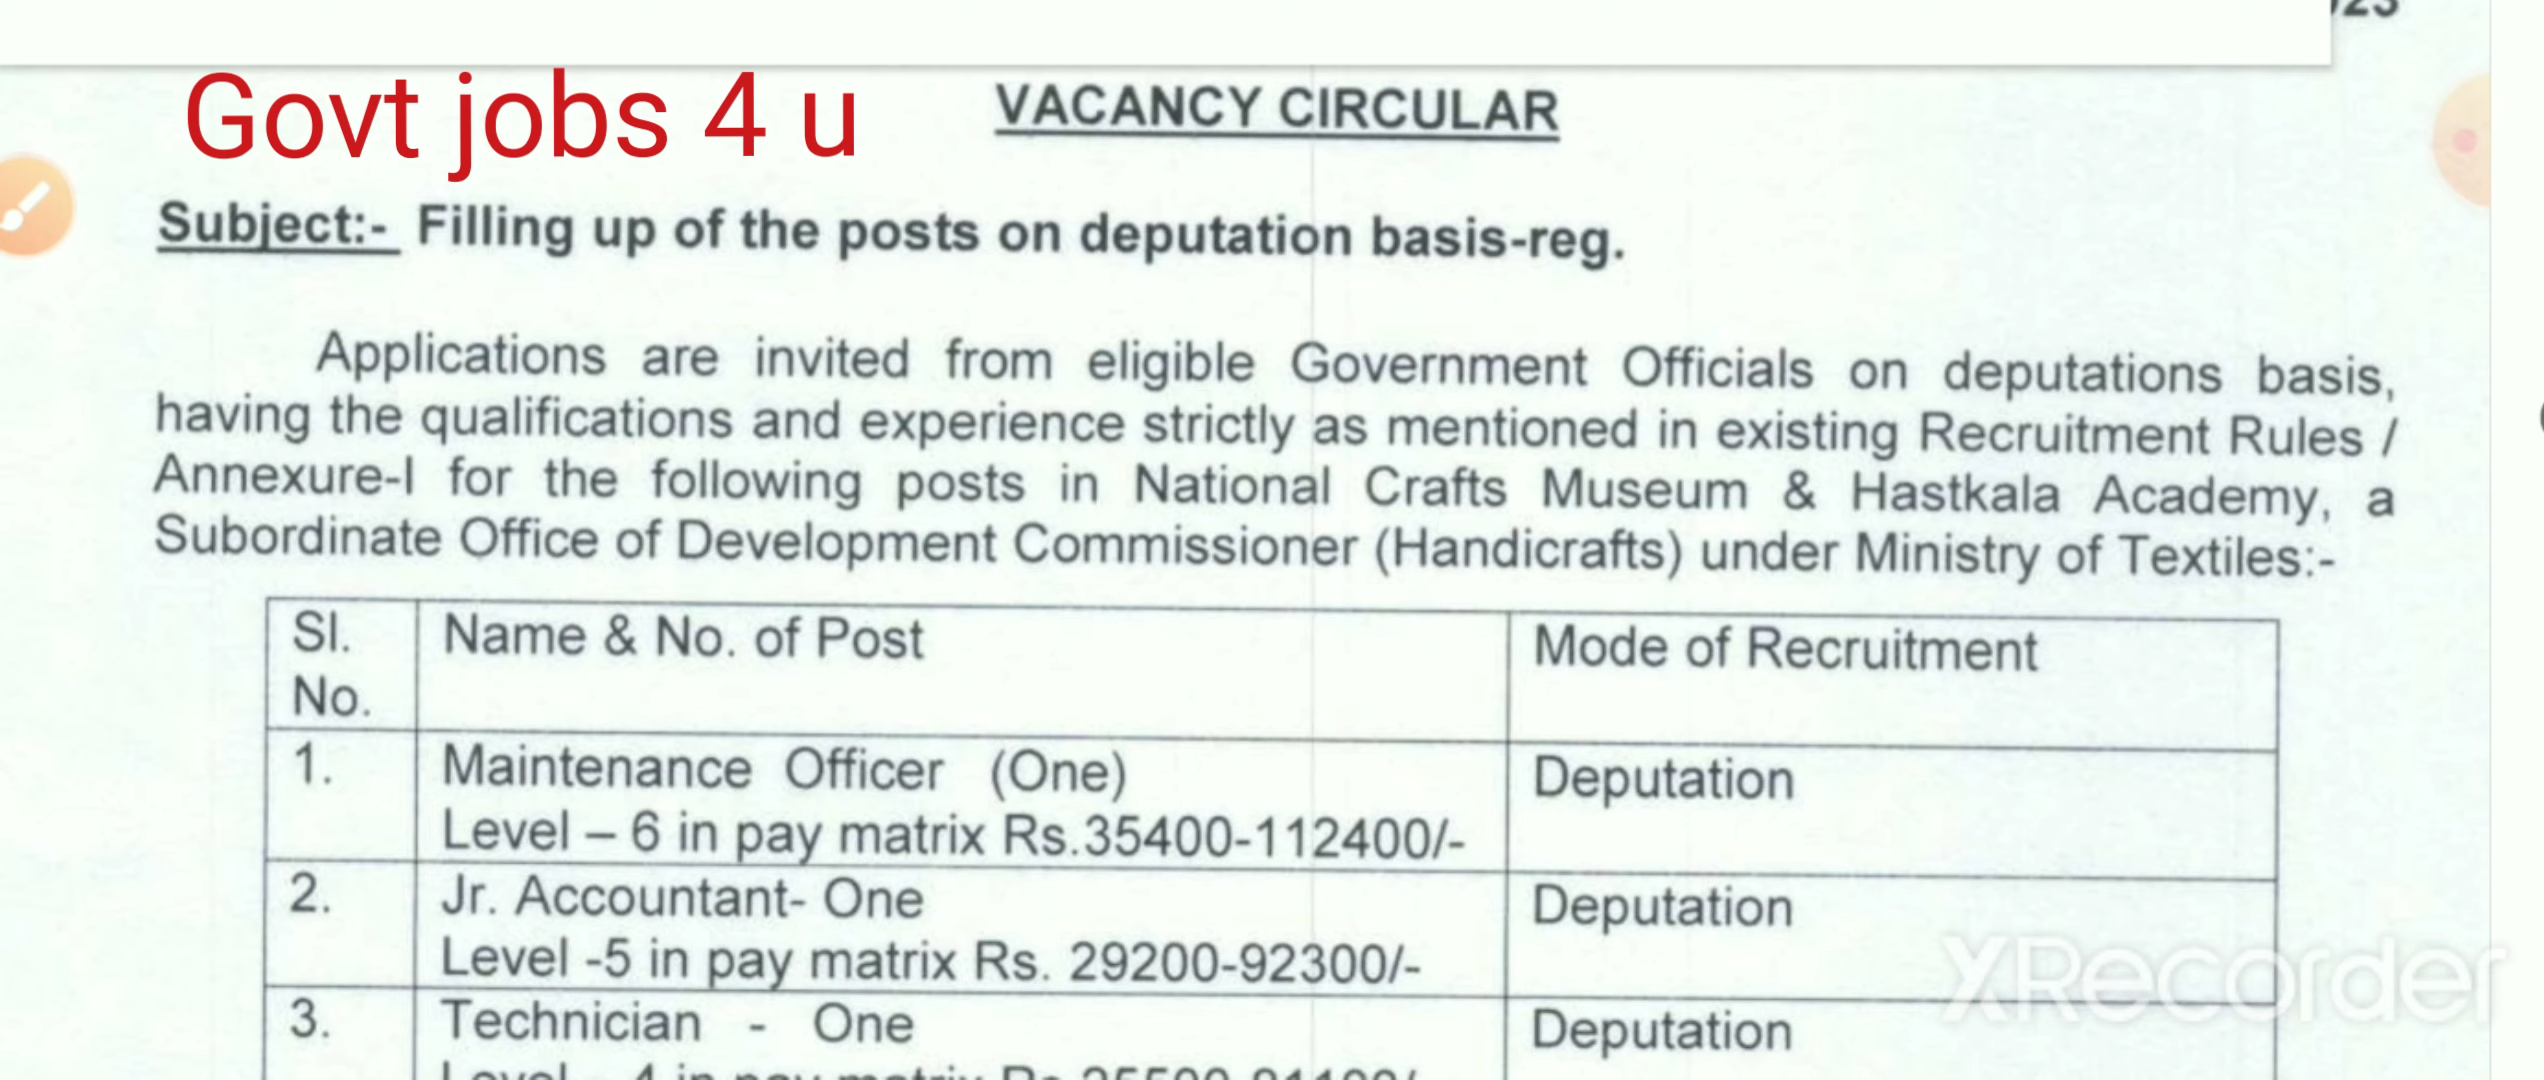 Govt jobs 4 u
VACANCY CIRCULAR
Subject:- Filling up of the posts on deputation basis-reg.
Applications are invited from eligible Government Officials on deputations basis,
having the qualifications and experience strictly as mentioned in existing Recruitment Rules /
Annexure-I for the following posts in National Crafts Museum & Hastkala Academy, a
Subordinate Office of Development Commissioner (Handicrafts) under Ministry of Textiles:-
Sl. No. Name & No. of Post Mode of Recruitment
1. Maintenance Officer (One) Deputation
Level – 6 in pay matrix Rs.35400-112400/-
2. Jr. Accountant- One Deputation
Level -5 in pay matrix Rs. 29200-92300/-
3. Technician - One Deputation
XRecorder